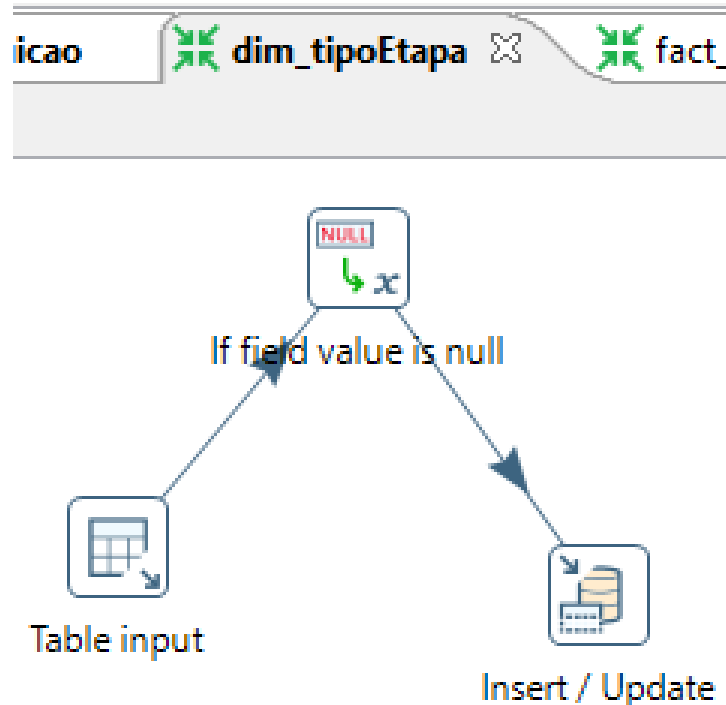 icao
dim_tipoEtapa
fact_
NULL
x
If field value is null
Table input
Insert / Update